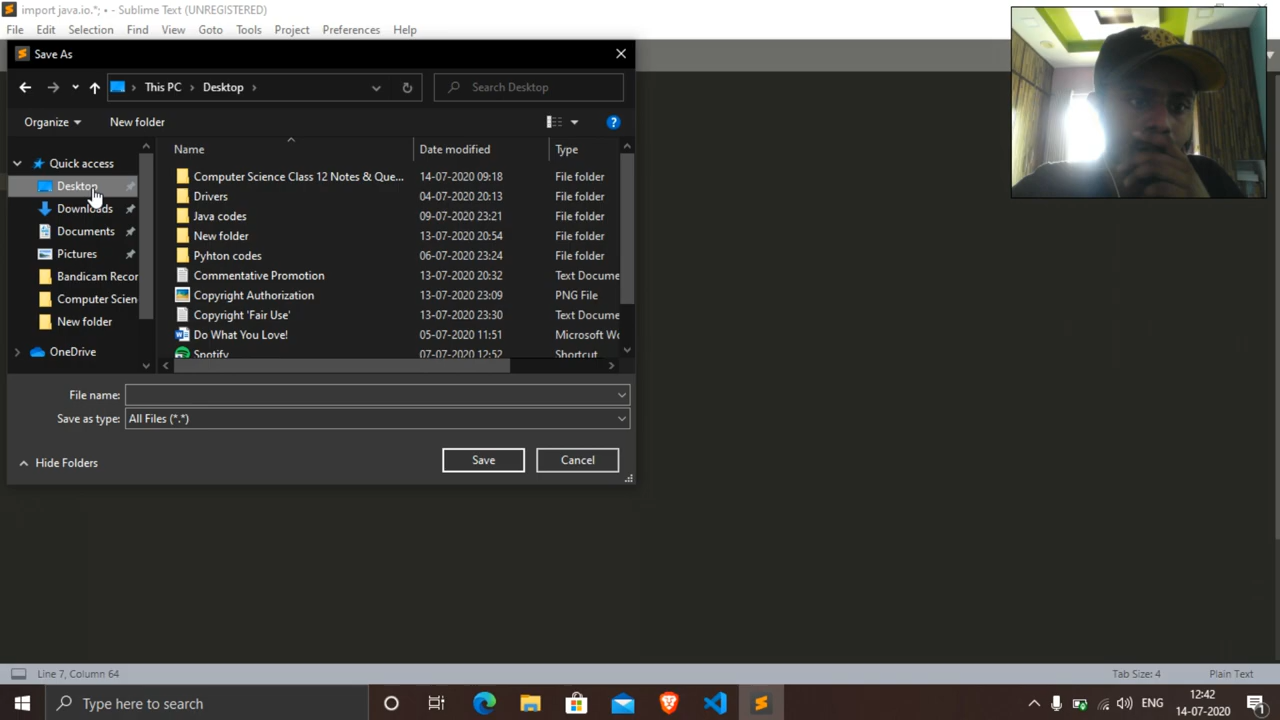 import java.io.*; • - Sublime Text (UNREGISTERED)
File Edit Selection Find View Goto Tools Project Preferences Help
Save As
This PC Desktop
Search Desktop
Organize New folder
Quick access
Desktop
Downloads
Documents
Pictures
Bandicam Recor
Computer Scien
New folder
OneDrive
Name Date modified Type
Computer Science Class 12 Notes & Que... 14-07-2020 09:18 File folder
Drivers 04-07-2020 20:13 File folder
Java codes 09-07-2020 23:21 File folder
New folder 13-07-2020 20:54 File folder
Pyhton codes 06-07-2020 23:24 File folder
Commentative Promotion 13-07-2020 20:32 Text Docume
Copyright Authorization 13-07-2020 23:09 PNG File
Copyright 'Fair Use' 13-07-2020 23:30 Text Docume
Do What You Love! 05-07-2020 11:51 Microsoft Wo
Spotify 07-07-2020 12:52 Shortcut
File name:
Save as type: All Files (*.*)
Hide Folders
Save Cancel
Line 7, Column 64
Tab Size: 4 Plain Text
Type here to search
ENG
12:42
14-07-2020
1